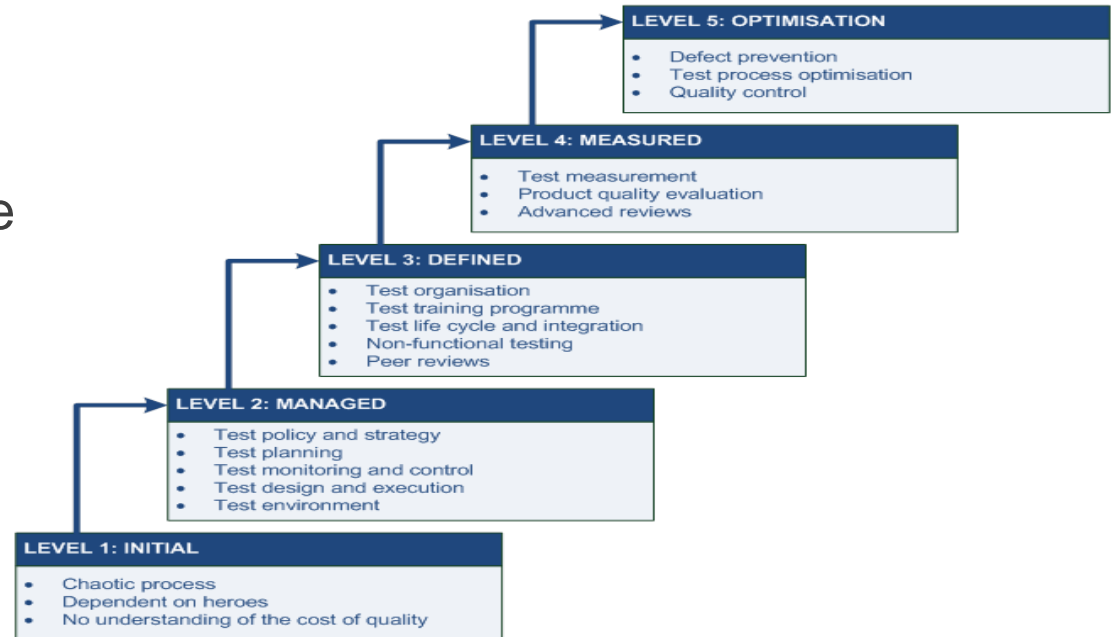 LEVEL 5: OPTIMISATION
• Defect prevention
• Test process optimisation
• Quality control
LEVEL 4: MEASURED
• Test measurement
• Product quality evaluation
• Advanced reviews
e
LEVEL 3: DEFINED
• Test organisation
• Test training programme
• Test life cycle and integration
• Non-functional testing
• Peer reviews
LEVEL 2: MANAGED
• Test policy and strategy
• Test planning
• Test monitoring and control
• Test design and execution
• Test environment
LEVEL 1: INITIAL
• Chaotic process
• Dependent on heroes
• No understanding of the cost of quality